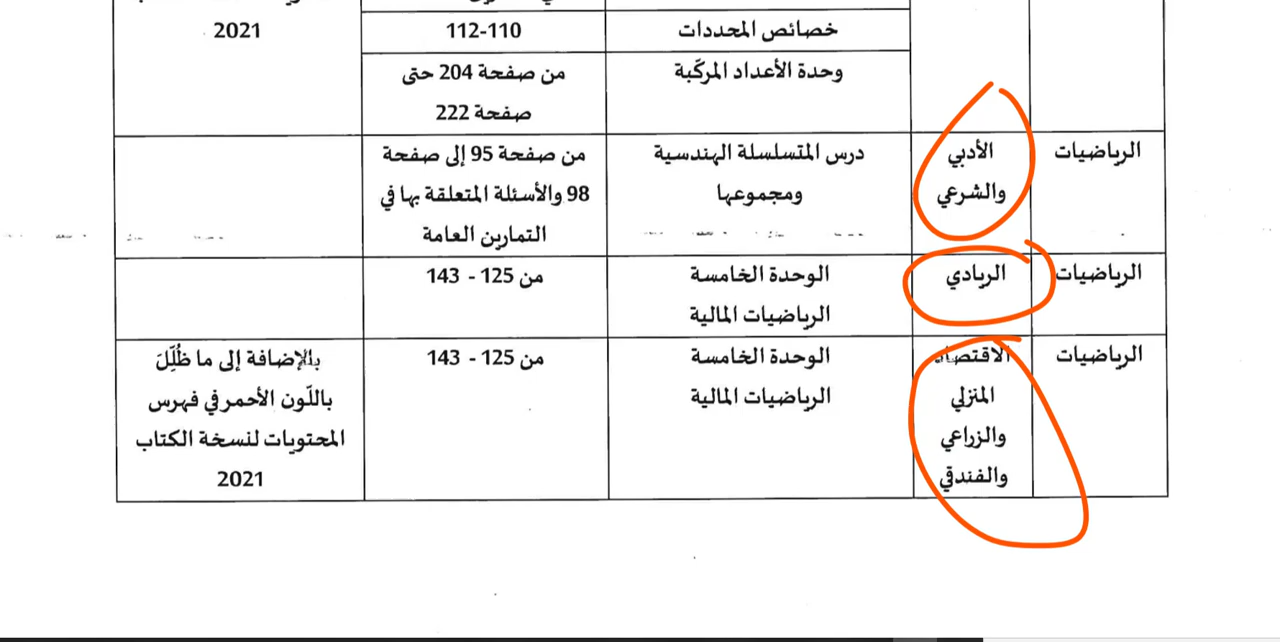 2021
خصائص المحددات
112-110
وحدة الأعداد المركّبة
من صفحة 204 حتى
صفحة 222
الرياضيات
الأدبي
والشرعي
درس المتسلسلة الهندسية
ومجموعها
من صفحة 95 إلى صفحة
98 والأسئلة المتعلقة بها في
التمارين العامة
الرياضيات
الريادي
الوحدة الخامسة
الرياضيات المالية
من 125 - 143
الرياضيات
الاقتصاد
المنزلي
والزراعي
والفندقي
الوحدة الخامسة
الرياضيات المالية
من 125 - 143
بالإضافة إلى ما ظُلِّلَ
باللّون الأحمر في فهرس
المحتويات لنسخة الكتاب
2021